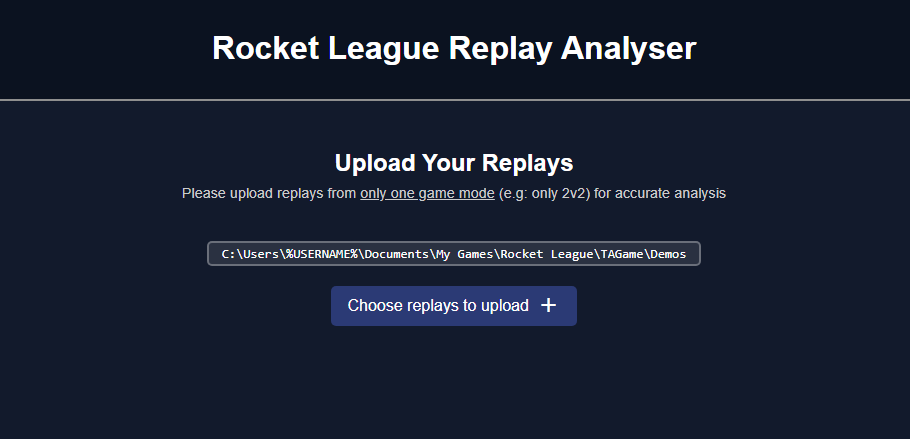 Rocket League Replay Analyser
Upload Your Replays
Please upload replays from only one game mode (e.g: only 2v2) for accurate analysis
C:\Users\%USERNAME%\Documents\My Games\Rocket League\TAGame\Demos
Choose replays to upload +